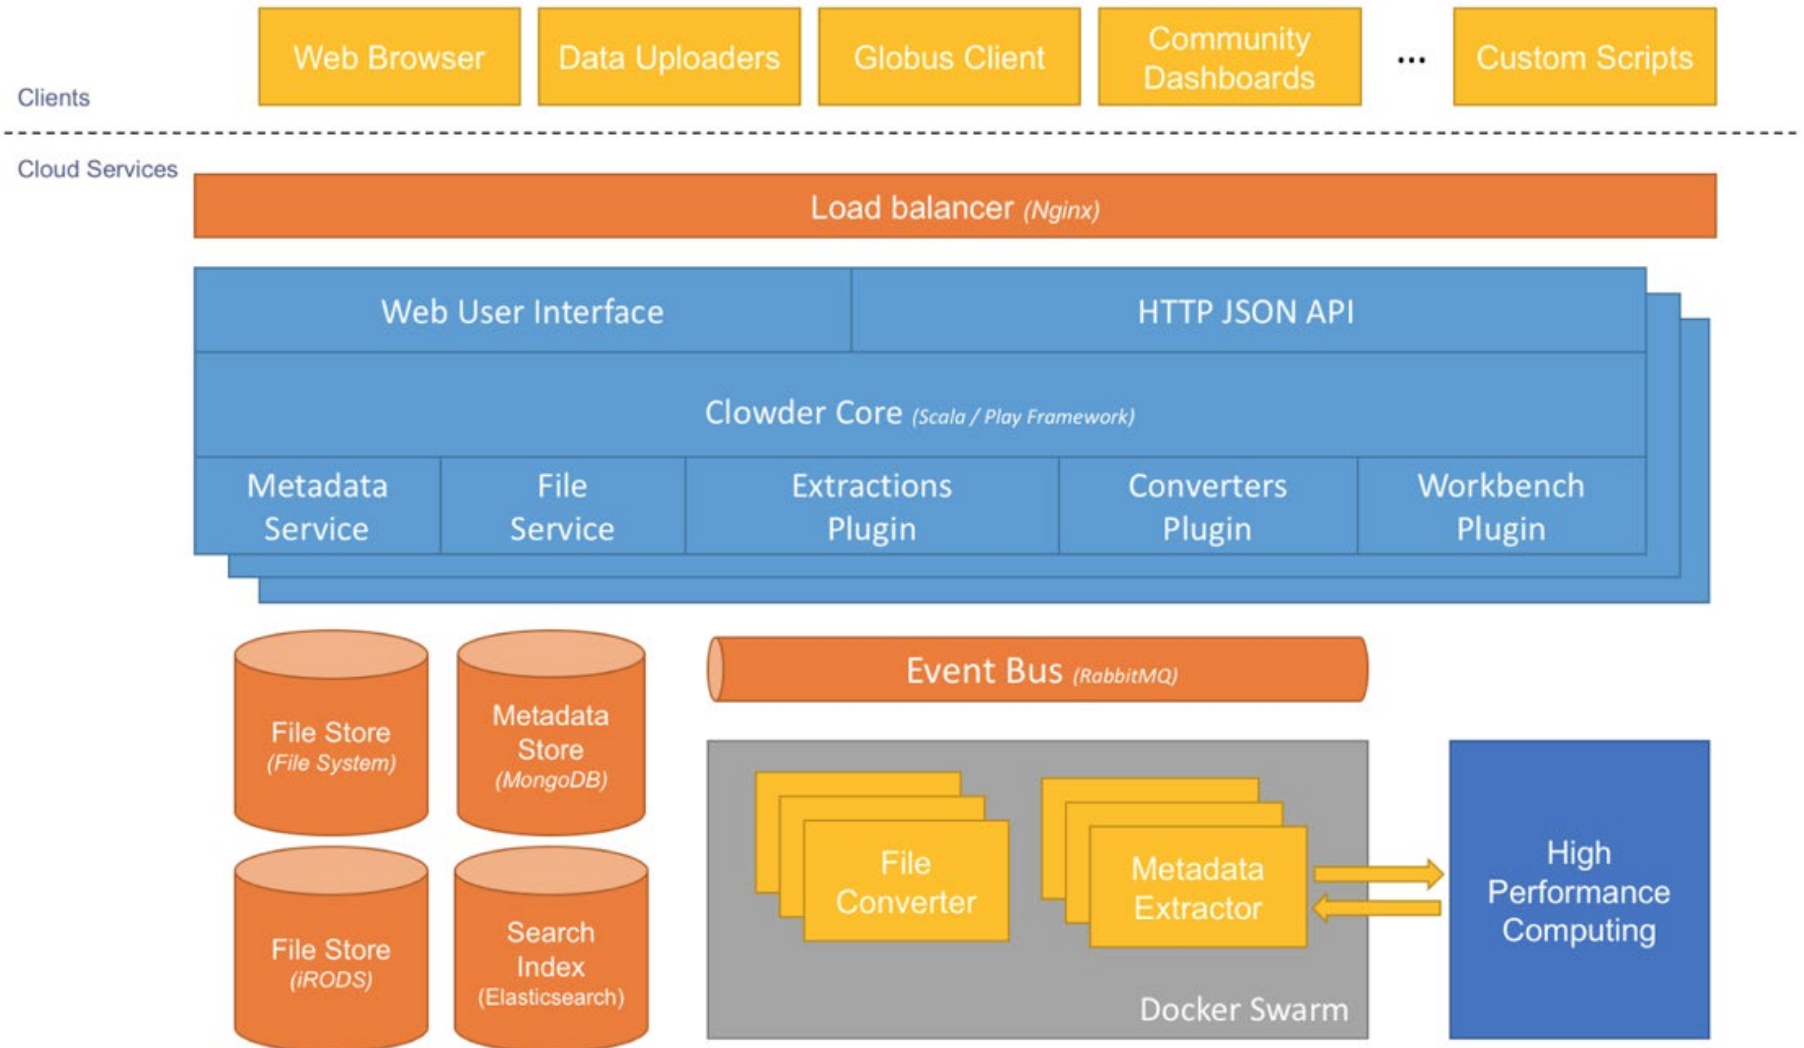 Web Browser
Data Uploaders
Globus Client
Community
Dashboards
...
Custom Scripts
Clients
Cloud Services
Load balancer (Nginx)
Web User Interface
HTTP JSON API
Clowder Core (Scala / Play Framework)
Metadata
Service
File
Service
Extractions
Plugin
Converters
Plugin
Workbench
Plugin
File Store
(File System)
Metadata
Store
(MongoDB)
Event Bus (RabbitMQ)
File Store
(iRODS)
Search
Index
(Elasticsearch)
File
Converter
Metadata
Extractor
Docker Swarm
High
Performance
Computing